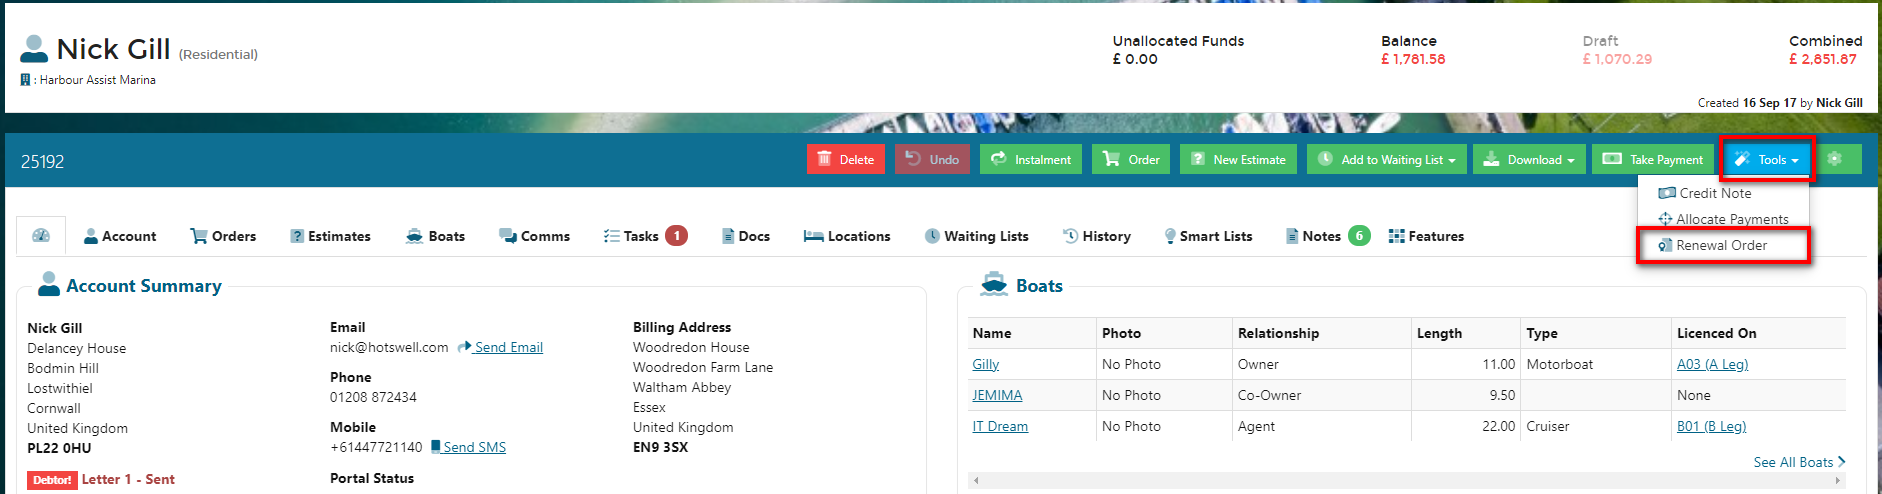 Nick Gill (Residential)
: Harbour Assist Marina
Unallocated Funds
£ 0.00
Balance
£ 1,781.58
Draft
£ 1,070.29
Combined
£ 2,851.87
Created 16 Sep 17 by Nick Gill
25192
Delete
Undo
Instalment
Order
New Estimate
Add to Waiting List
Download
Take Payment
Tools
Credit Note
Allocate Payments
Renewal Order
Account
Orders
Estimates
Boats
Comms
Tasks 1
Docs
Locations
Waiting Lists
History
Smart Lists
Notes 6
Features
Account Summary
Nick Gill
Delancey House
Bodmin Hill
Lostwithiel
Cornwall
United Kingdom
PL22 0HU
Debtor! Letter 1 - Sent
Email
nick@hotswell.com Send Email
Phone
01208 872434
Mobile
+61447721140 Send SMS
Portal Status
Billing Address
Woodredon House
Woodredon Farm Lane
Waltham Abbey
Essex
United Kingdom
EN9 3SX
Boats
Name Photo Relationship Length Type Licenced On
Gilly No Photo Owner 11.00 Motorboat A03 (A Leg)
JEMIMA No Photo Co-Owner 9.50 None
IT Dream No Photo Agent 22.00 Cruiser B01 (B Leg)
See All Boats